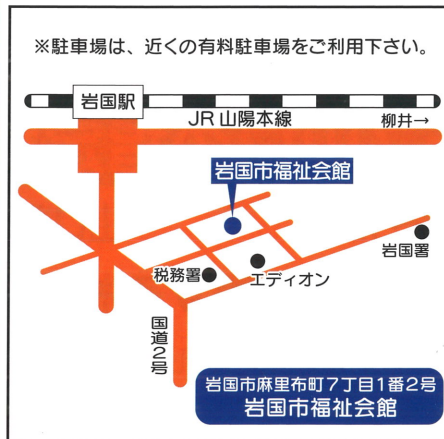 ※駐車場は、近くの有料駐車場をご利用下さい。
岩国駅
JR山陽本線
柳井→
岩国市福祉会館
岩国署
税務署
エディオン
国道2号
岩国市麻里布町7丁目1番2号
岩国市福祉会館